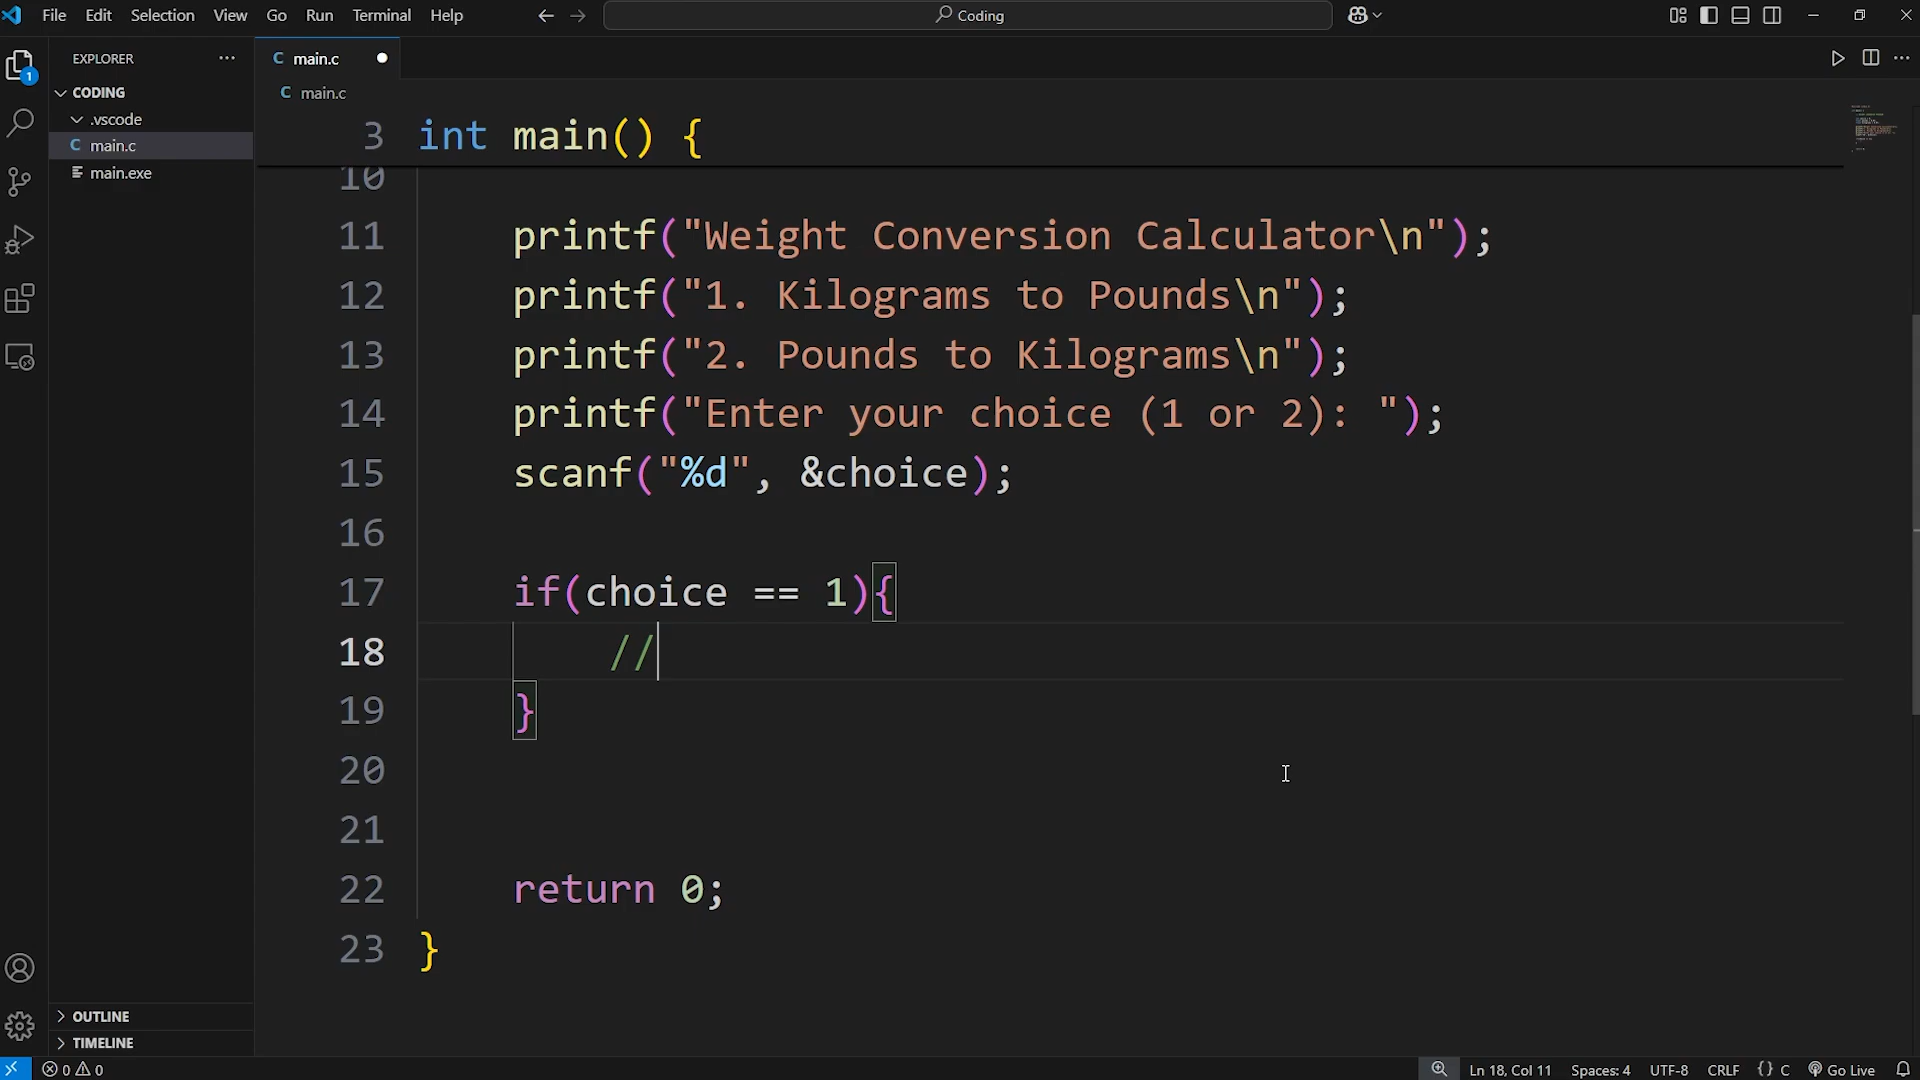 File Edit Selection View Go Run Terminal Help
Coding
EXPLORER
1
CODING
.vscode
C main.c
main.exe
OUTLINE
TIMELINE
C main.c
C main.c
3 int main() {
10
11 printf("Weight Conversion Calculator\n");
12 printf("1. Kilograms to Pounds\n");
13 printf("2. Pounds to Kilograms\n");
14 printf("Enter your choice (1 or 2): ");
15 scanf("%d", &choice);
16
17 if(choice == 1){
18 //
19 }
20
21
22 return 0;
23 }
0 0
Ln 18, Col 11 Spaces: 4 UTF-8 CRLF {} C Go Live